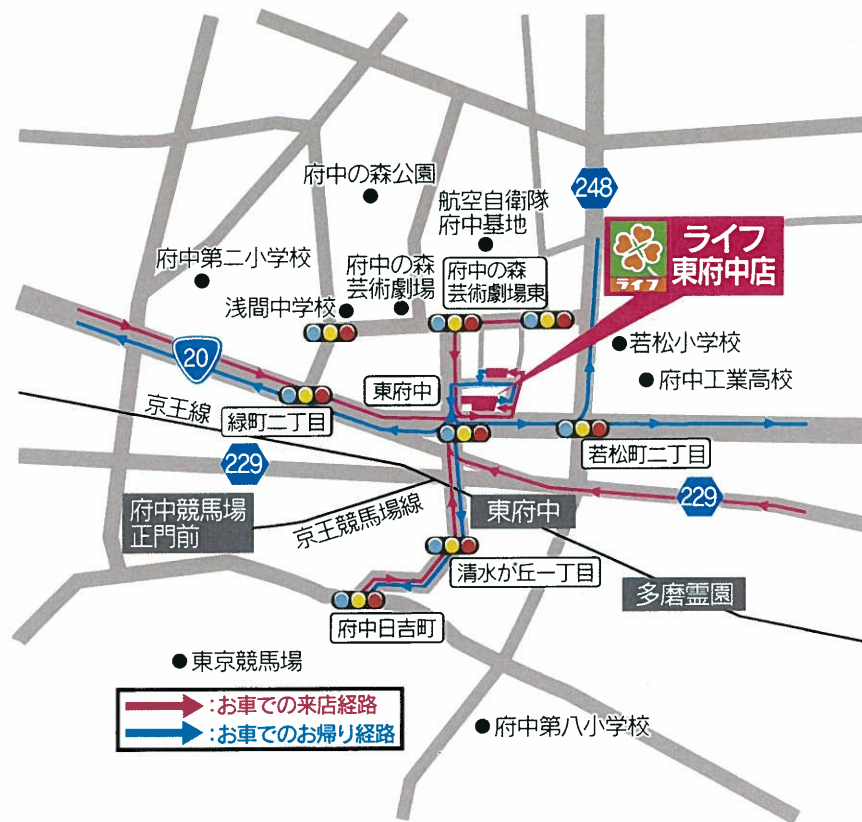 府中の森公園
航空自衛隊
府中基地
248
ライフ
ライフ
東府中店
府中第二小学校
府中の森
芸術劇場
府中の森
芸術劇場東
浅間中学校
若松小学校
府中工業高校
20
東府中
京王線
緑町二丁目
若松町二丁目
229
229
府中競馬場
正門前
京王競馬場線
東府中
清水が丘一丁目
多磨霊園
府中日吉町
東京競馬場
:お車での来店経路
:お車でのお帰り経路
府中第八小学校